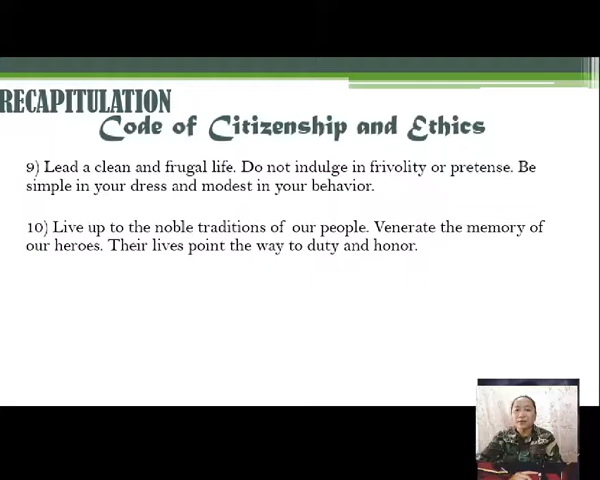 RECAPITULATION
Code of Citizenship and Ethics
9) Lead a clean and frugal life. Do not indulge in frivolity or pretense. Be
simple in your dress and modest in your behavior.
10) Live up to the noble traditions of our people. Venerate the memory of
our heroes. Their lives point the way to duty and honor.